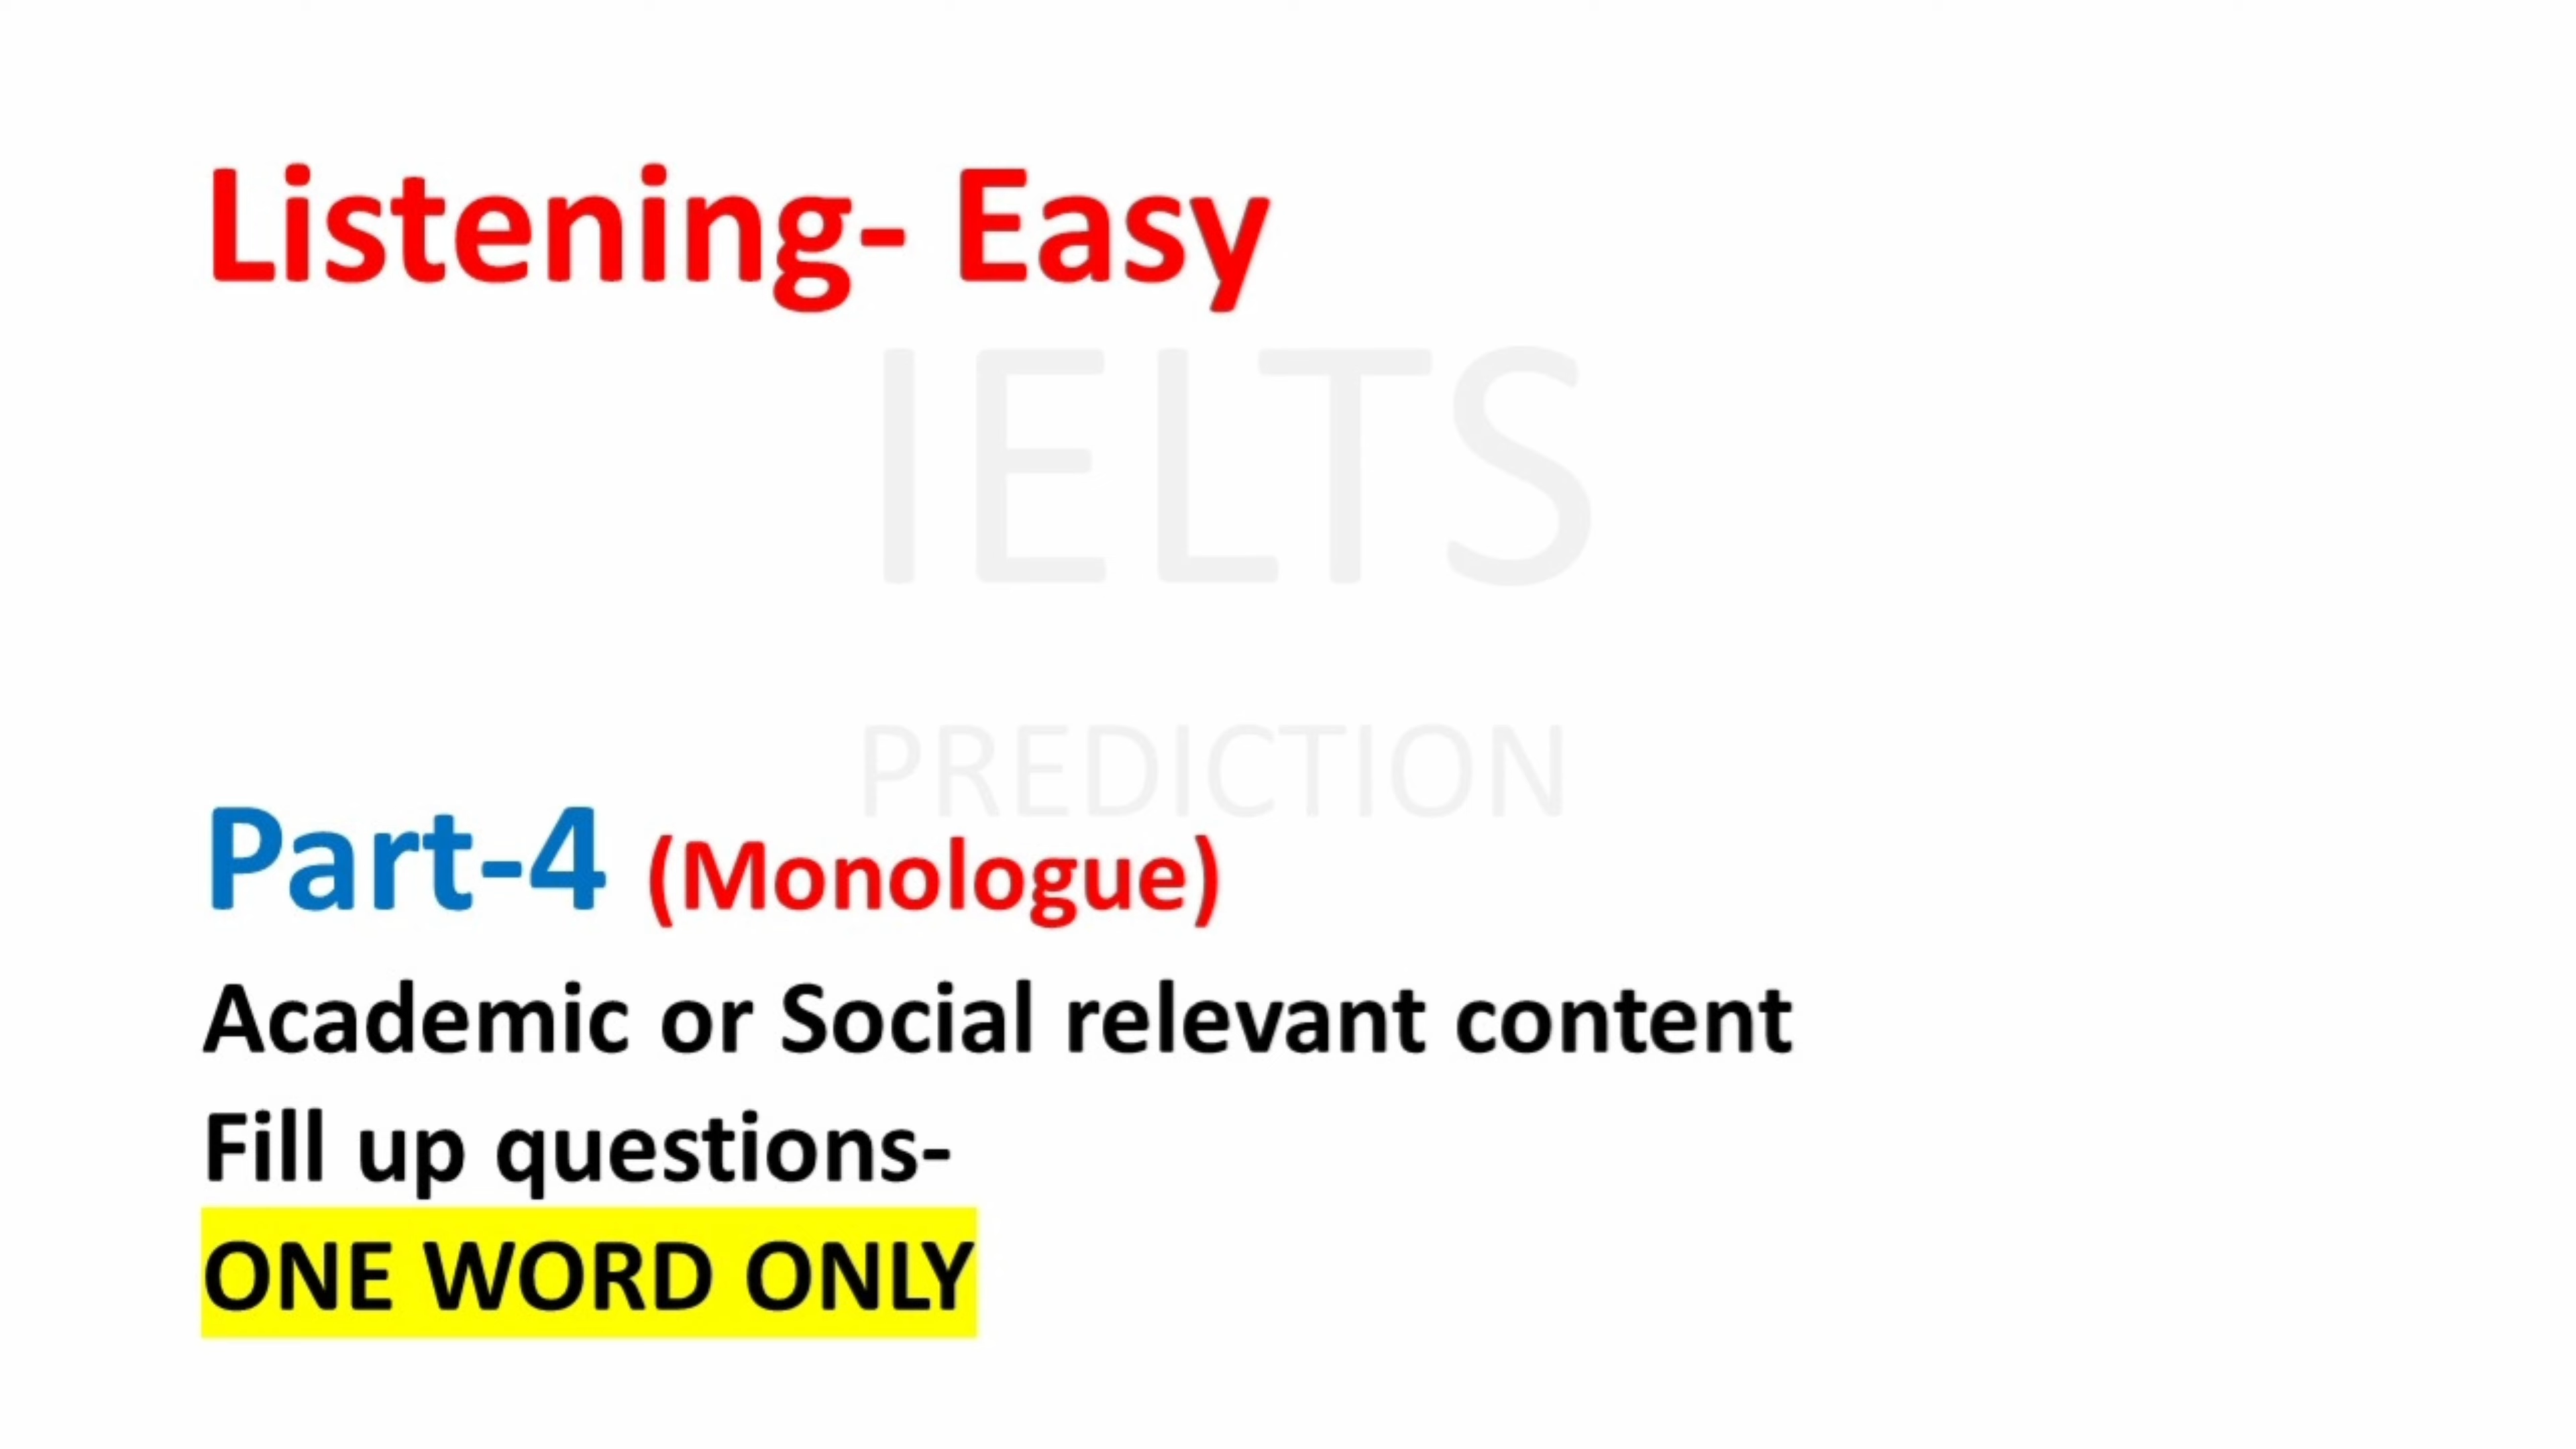 Listening- Easy
IELTS
PREDICTION
Part-4 (Monologue)
Academic or Social relevant content
Fill up questions-
ONE WORD ONLY